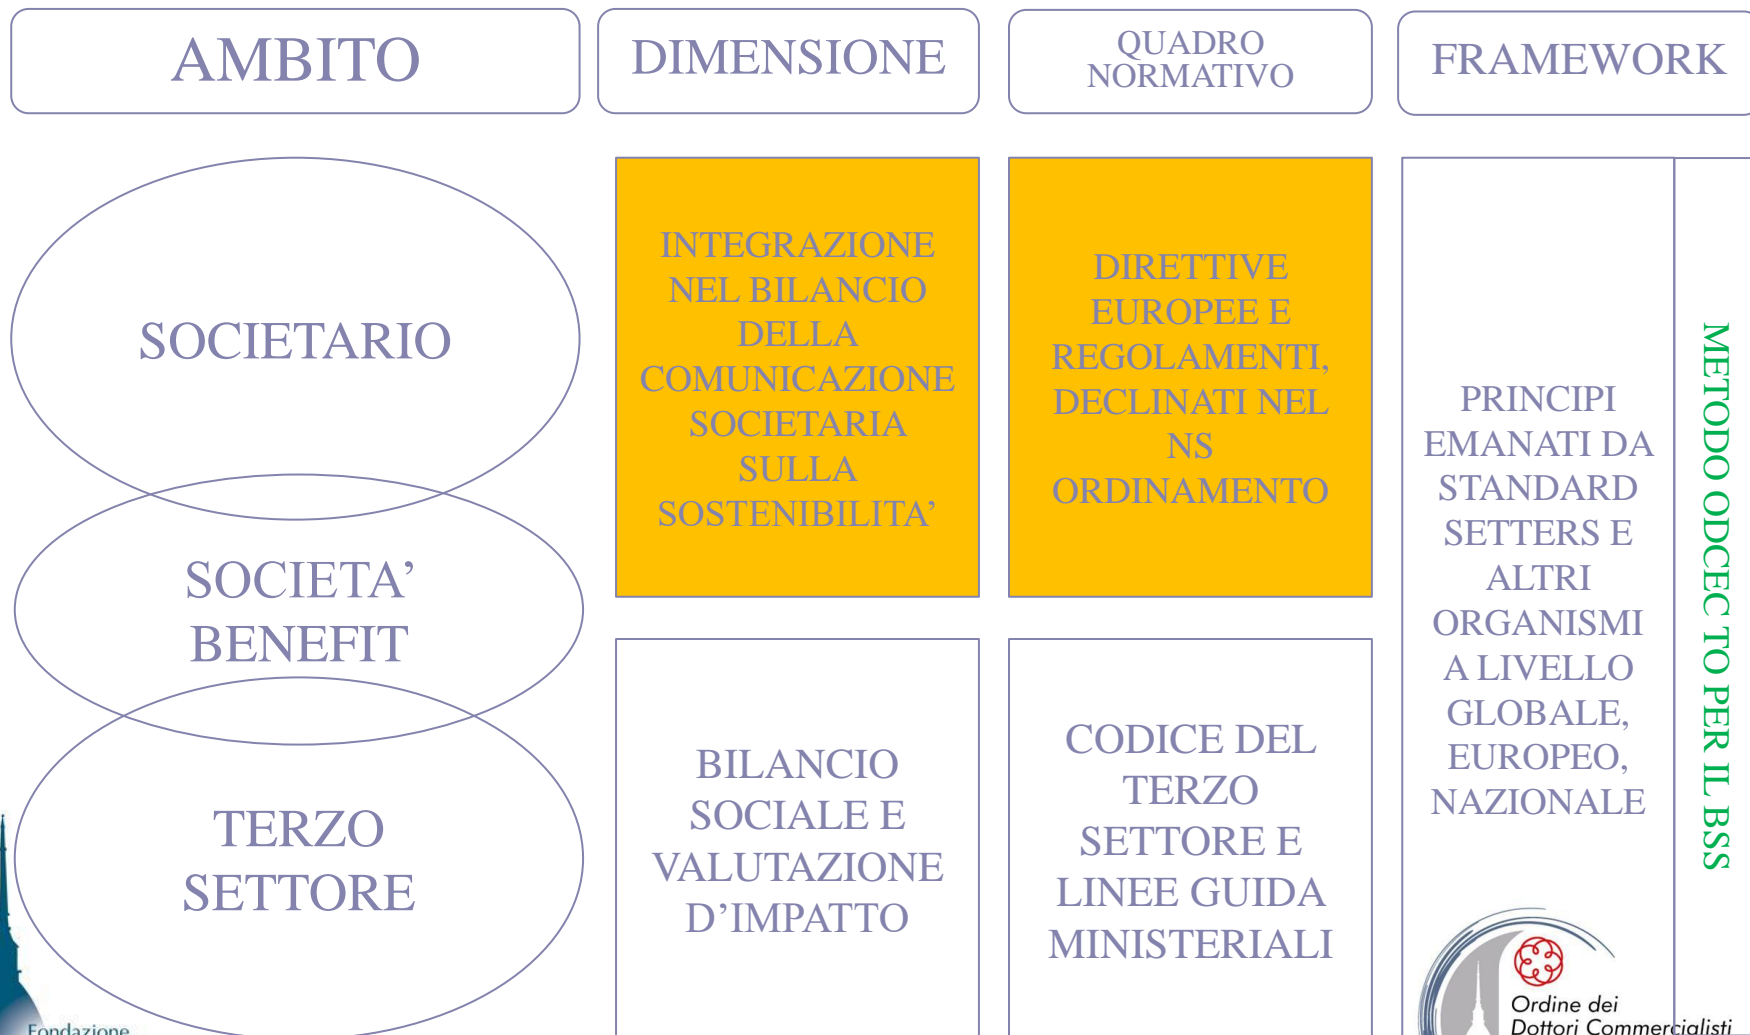 AMBITO
DIMENSIONE
QUADRO
NORMATIVO
FRAMEWORK
SOCIETARIO
SOCIETA’
BENEFIT
TERZO
SETTORE
INTEGRAZIONE
NEL BILANCIO
DELLA
COMUNICAZIONE
SOCIETARIA
SULLA
SOSTENIBILITA’
DIRETTIVE
EUROPEE E
REGOLAMENTI,
DECLINATI NEL
NS
ORDINAMENTO
BILANCIO
SOCIALE E
VALUTAZIONE
D’IMPATTO
CODICE DEL
TERZO
SETTORE E
LINEE GUIDA
MINISTERIALI
PRINCIPI
EMANATI DA
STANDARD
SETTERS E
ALTRI
ORGANISMI
A LIVELLO
GLOBALE,
EUROPEO,
NAZIONALE
METODO ODCEC TO PER IL BSS
Fondazione
Ordine dei
Dottori Commercialisti